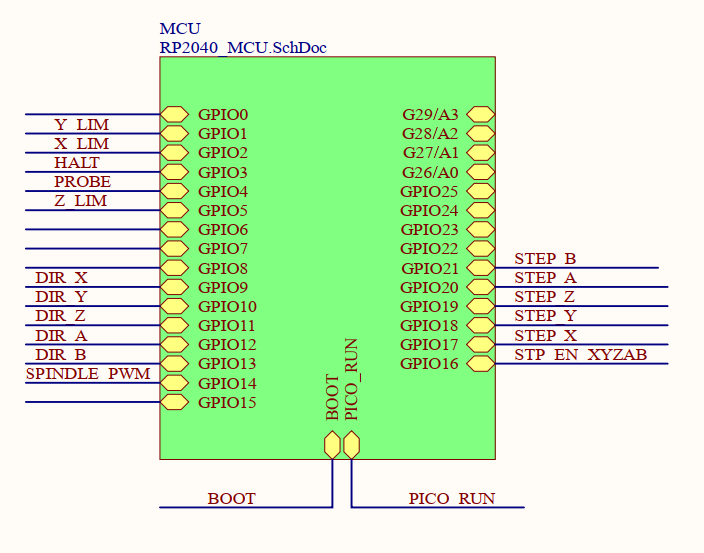 MCU
RP2040_MCU.SchDoc
GPIO0 G29/A3
Y_LIM GPIO1 G28/A2
X_LIM GPIO2 G27/A1
HALT GPIO3 G26/A0
PROBE GPIO4 GPIO25
Z_LIM GPIO5 GPIO24
GPIO6 GPIO23
GPIO7 GPIO22
GPIO8 GPIO21 STEP_B
DIR_X GPIO9 GPIO20 STEP_A
DIR_Y GPIO10 GPIO19 STEP_Z
DIR_Z GPIO11 GPIO18 STEP_Y
DIR_A GPIO12 GPIO17 STEP_X
DIR_B GPIO13 GPIO16 STP_EN_XYZAB
SPINDLE_PWM GPIO14
GPIO15
BOOT
PICO_RUN
BOOT PICO_RUN